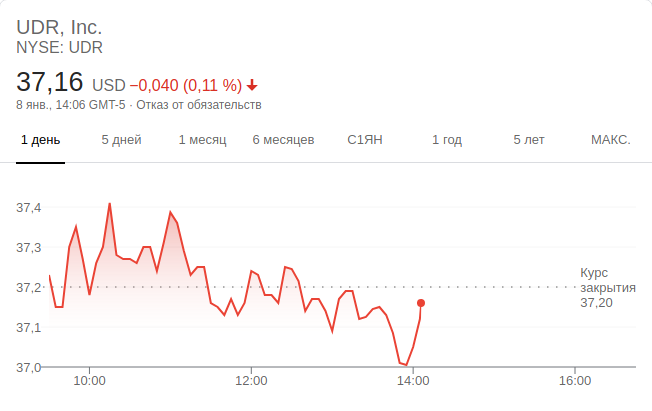 UDR, Inc.
NYSE: UDR
37,16 USD −0,040 (0,11 %)
8 янв., 14:06 GMT-5 · Отказ от обязательств
1 день 5 дней 1 месяц 6 месяцев С1ЯН 1 год 5 лет МАКС.
37,4
37,3
37,2
37,1
37,0
Курс
закрытия
37,20
10:00 12:00 14:00 16:00